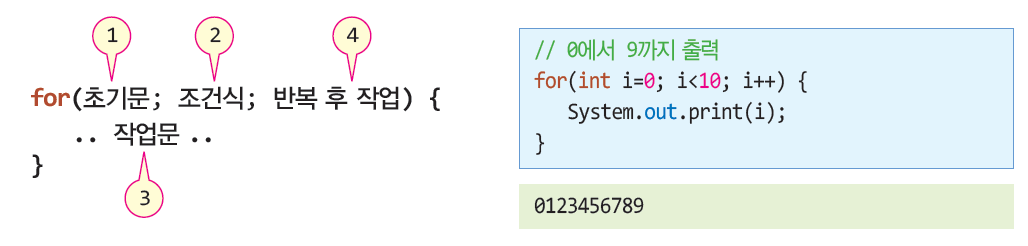 1 2 4
for(초기문; 조건식; 반복 후 작업) {
.. 작업문 ..
}
3
// 0에서 9까지 출력
for(int i=0; i<10; i++) {
System.out.print(i);
}
0123456789